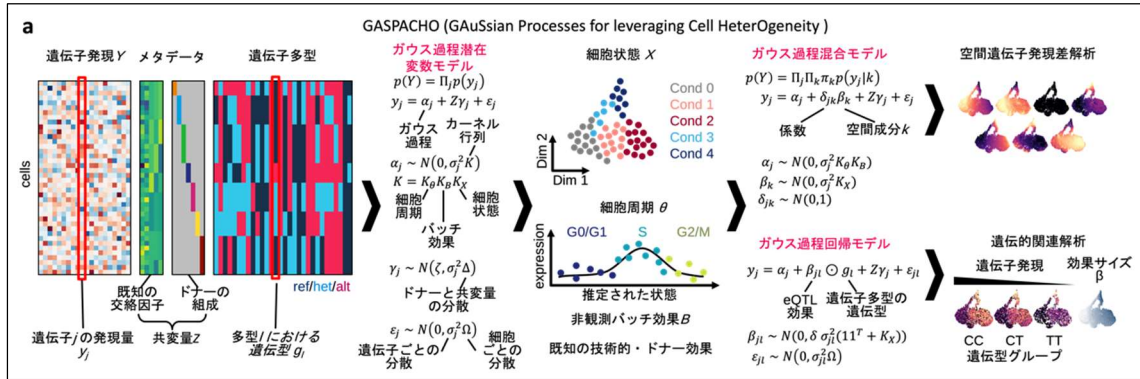 a
GASPACHO (GAuSsian Processes for leveraging Cell HeterOgeneity )
遺伝子発現Y
メタデータ
遺伝子多型
cells
ref/het/alt
既知の
交絡因子
ドナーの
組成
遺伝子jの発現量
yj
共変量Z
多型lにおける
遺伝型 gl
ガウス過程潜在
変数モデル
p(Y) = Πjp(yj)
yj = αj + Zγj + εj
ガウス
過程
カーネル
行列
αj ~ N(0, σj²K)
K = KθKBKX
細胞
周期
細胞
状態
バッチ
効果
γj ~ N(ζ, σj²Δ)
ドナーと共変量
の分散
εj ~ N(0, σj²Ω)
遺伝子ごとの
分散
細胞
ごとの分散
細胞状態 X
Cond 0
Cond 1
Cond 2
Cond 3
Cond 4
Dim 2
Dim 1
細胞周期 θ
G0/G1
S
G2/M
expression
推定された状態
非観測バッチ効果B
既知の技術的・ドナー効果
ガウス過程混合モデル
p(Y) = ΠjΠkπkp(yj|k)
yj = αj + δjkβk + Zγj + εj
係数
空間成分k
αj ~ N(0, σj²KθKB)
βk ~ N(0, σj²KX)
δjk ~ N(0,1)
ガウス過程回帰モデル
yj = αj + βjl ⊙ gl + Zγj + εjl
eQTL
効果
遺伝子多型の
遺伝型
βjl ~ N(0, δ σjl²(11ᵀ + KX))
εjl ~ N(0, σjl²Ω)
空間遺伝子発現差解析
遺伝的関連解析
遺伝子発現
効果サイズ
β
CC
CT
TT
遺伝型グループ